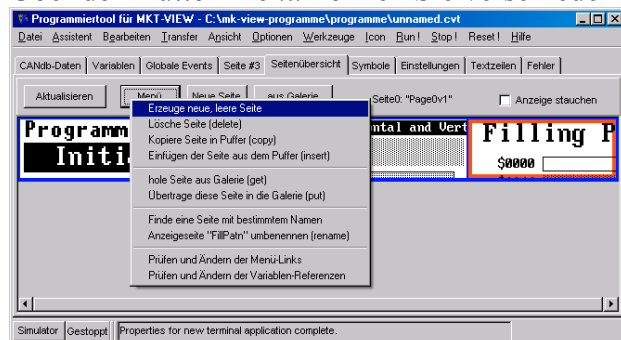 Programmiertool für MKT-VIEW - C:\mk-view-programme\programme\unnamed.cvt
Datei Assistent Bearbeiten Transfer Ansicht Optionen Werkzeuge Icon Run! Stop! Reset! Hilfe
CANdb-Daten Variablen Globale Events Seite #3 Seitenübersicht Symbole Einstellungen Textzeilen Fehler
Aktualisieren Menü Neue Seite aus Galerie Seite0: "Page0v1" Anzeige stauchen
Erzeuge neue, leere Seite
Lösche Seite (delete)
Kopiere Seite in Puffer (copy)
Einfügen der Seite aus dem Puffer (insert)
hole Seite aus Galerie (get)
Übertrage diese Seite in die Galerie (put)
Finde eine Seite mit bestimmtem Namen
Anzeigeseite "FillPatn" umbenennen (rename)
Prüfen und Ändern der Menü-Links
Prüfen und Ändern der Variablen-Referenzen
Programm
Initi
ntal and Vert
Filling P
$0000
Simulator Gestoppt Properties for new terminal application complete.